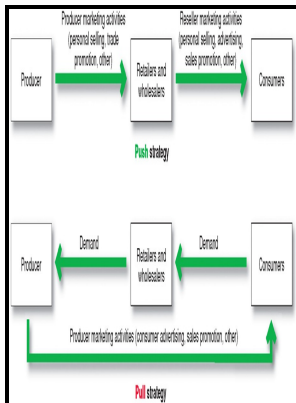 Producer marketing activities
(personal selling, trade
promotion, other)
Reseller marketing activities
(personal selling, advertising,
sales promotion, other)
Producer
Retailers and
wholesalers
Consumers
Push strategy
Demand
Demand
Producer
Retailers and
wholesalers
Consumers
Producer marketing activities (consumer advertising, sales promotion, other)
Pull strategy